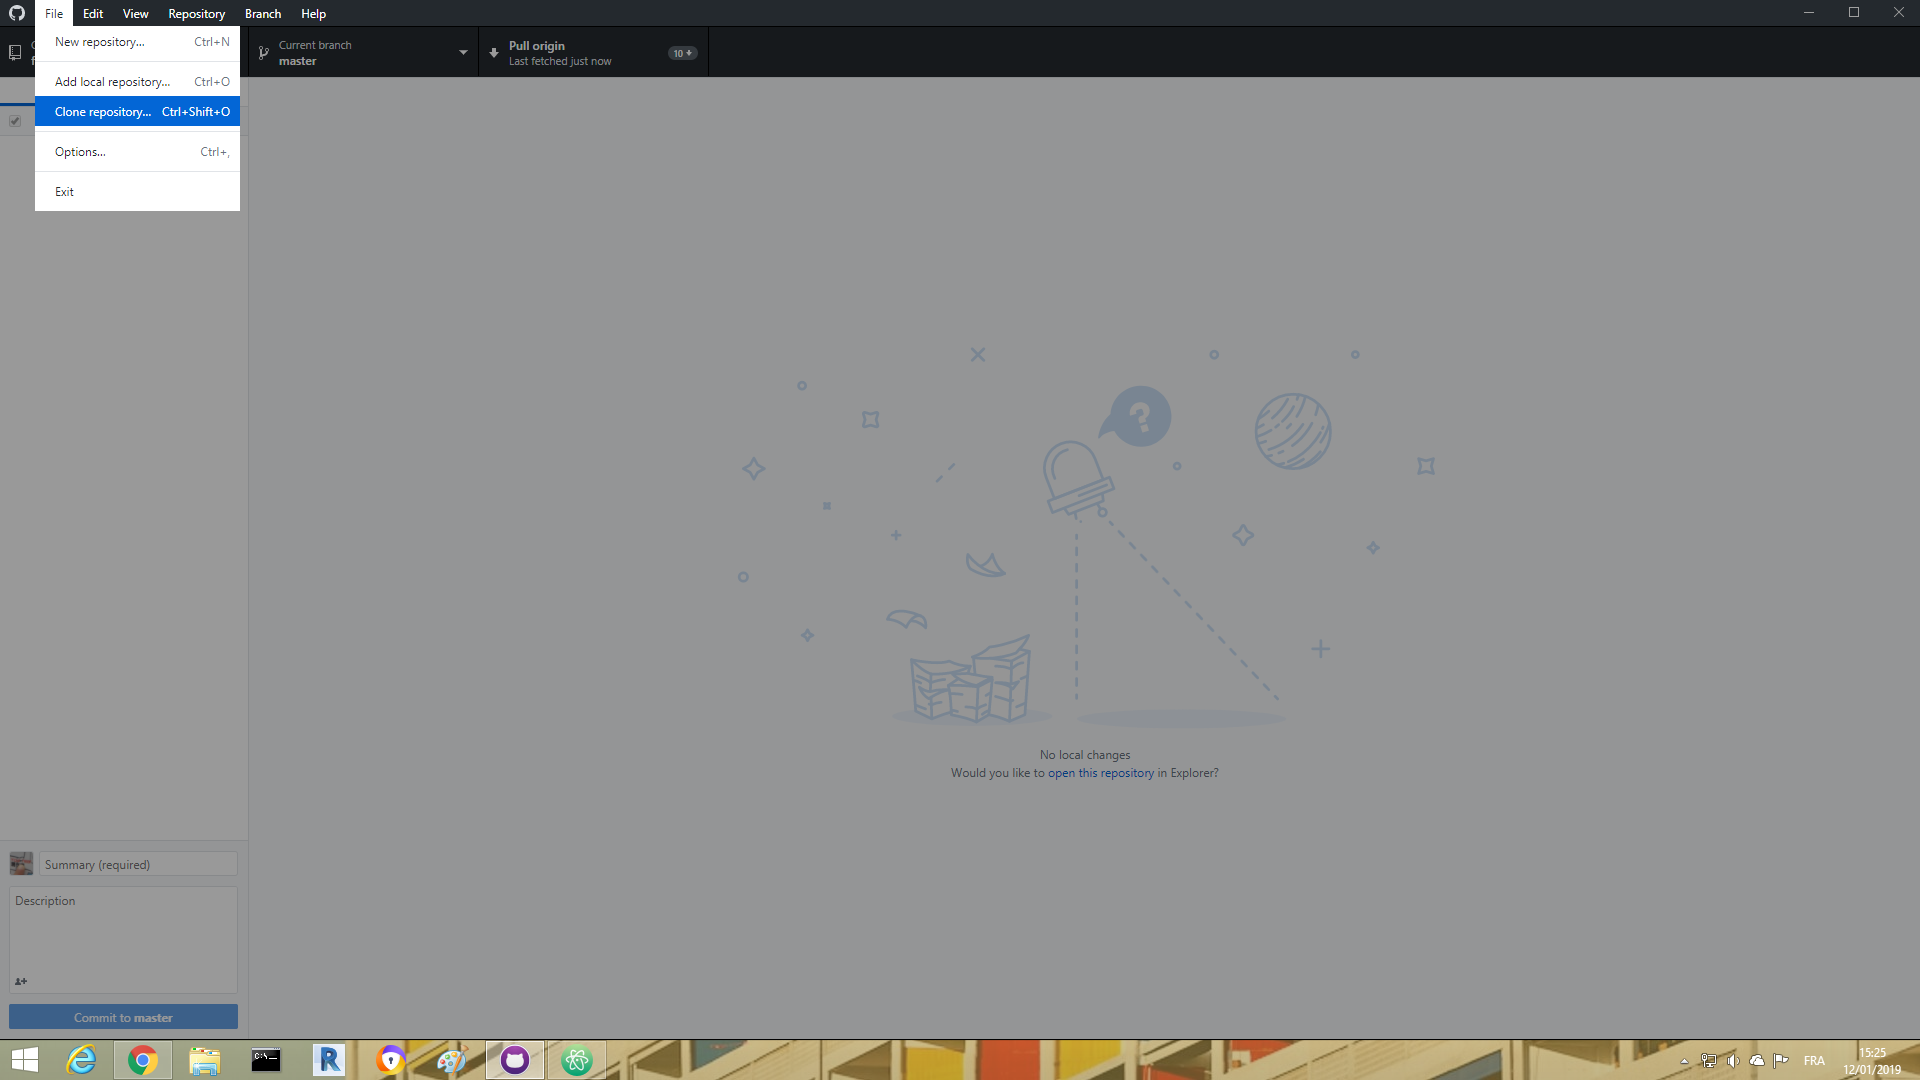 File Edit View Repository Branch Help
New repository... Ctrl+N
Add local repository... Ctrl+O
Clone repository... Ctrl+Shift+O
Options... Ctrl+,
Exit
Current branch
master
Pull origin
Last fetched just now
10
?
No local changes
Would you like to open this repository in Explorer?
Summary (required)
Description
Commit to master
C:\_
R
FRA
15:25
12/01/2019